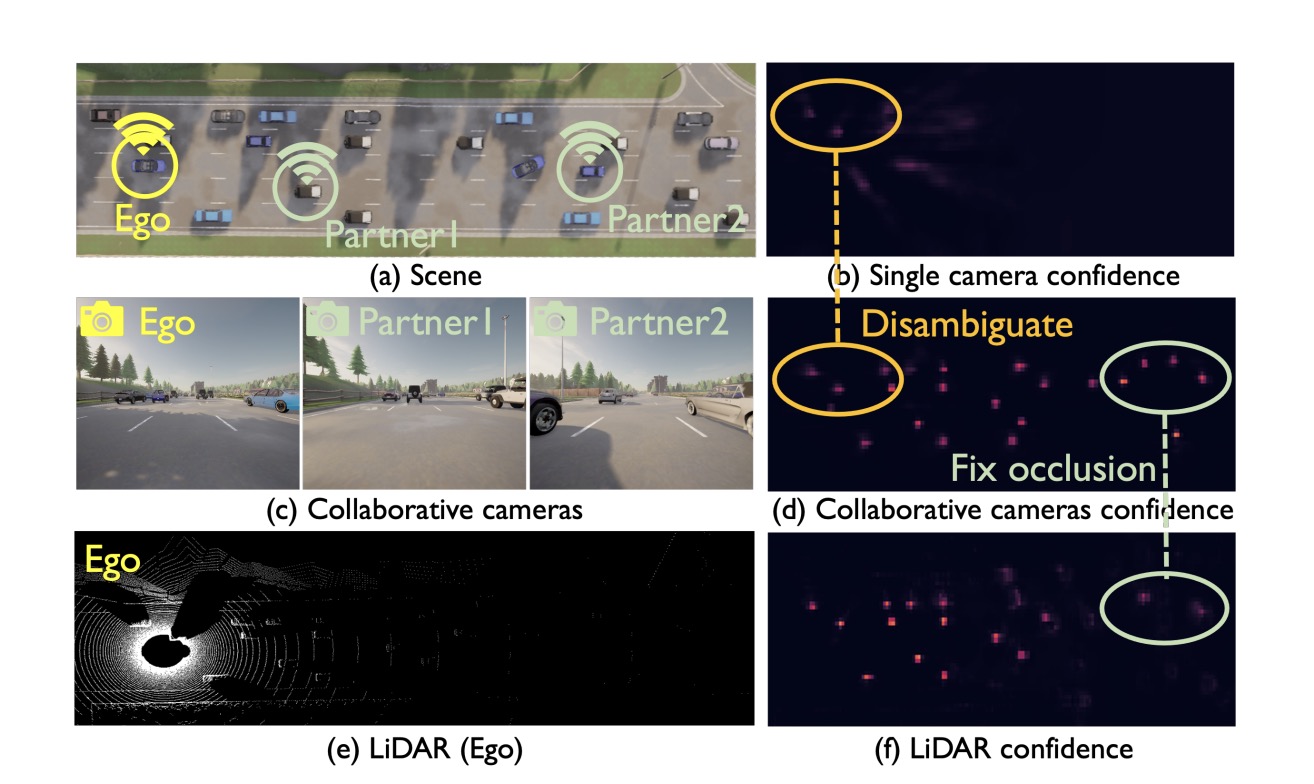 Ego
Partner1
Partner2
(a) Scene
(b) Single camera confidence
Ego
Partner1
Partner2
Disambiguate
Fix occlusion
(c) Collaborative cameras
(d) Collaborative cameras confidence
Ego
(e) LiDAR (Ego)
(f) LiDAR confidence